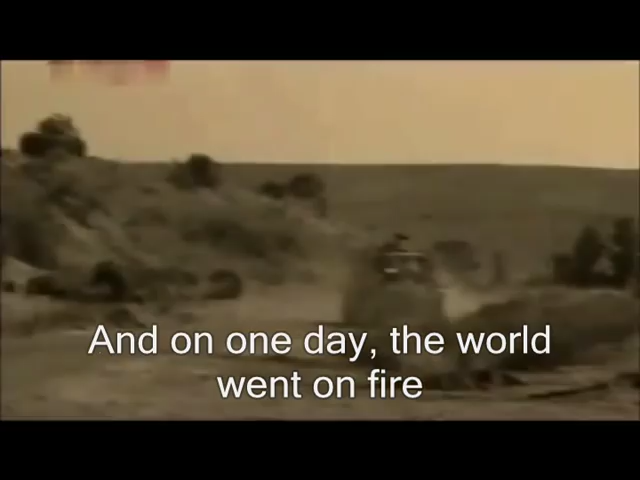 And on one day, the world
went on fire